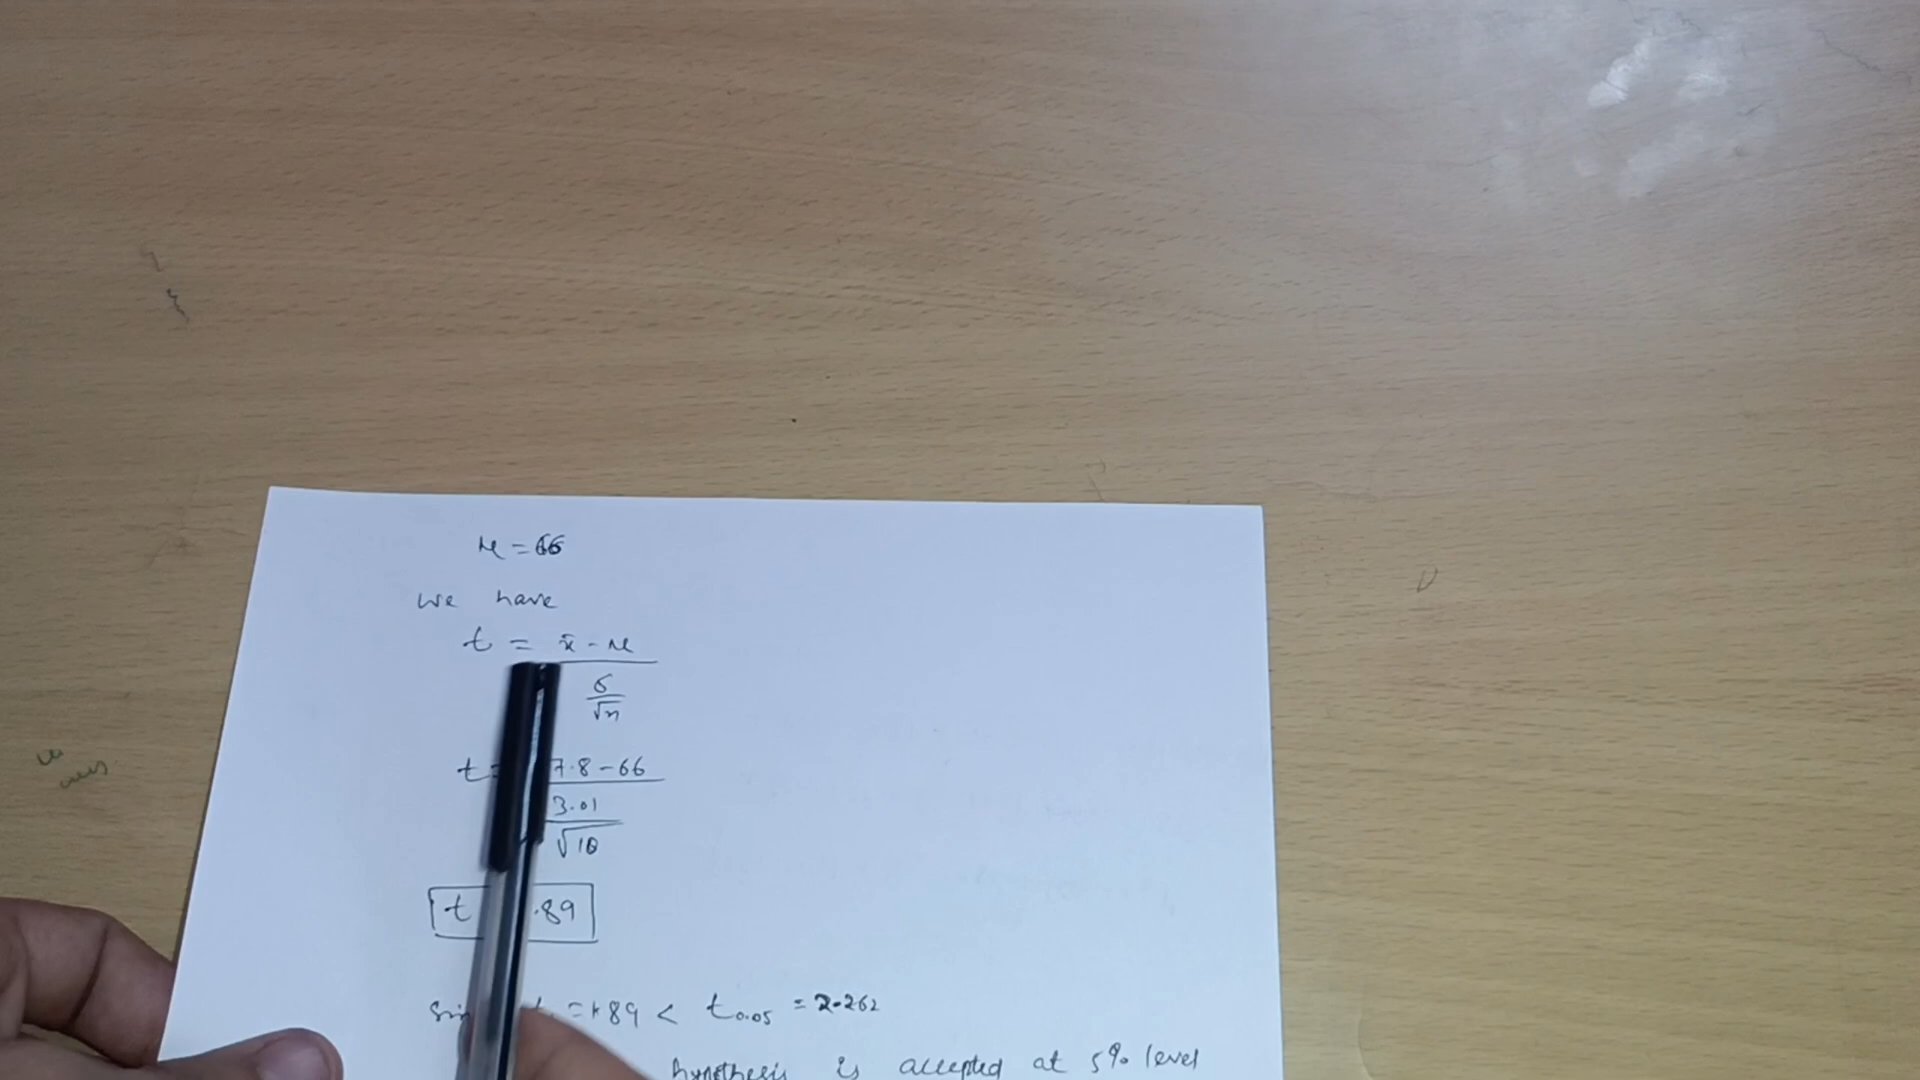 μ = 66
we have
t = x̄ - μ
σ
√n
t 7.8 - 66
3.01
√10
t .89
= 1.89 < t0.05 = 2.262
hypothesis is accepted at 5% level